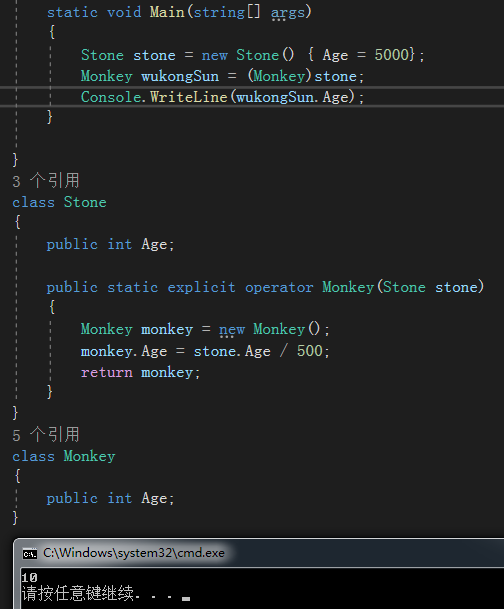 static void Main(string[] args)
{
Stone stone = new Stone() { Age = 5000};
Monkey wukongSun = (Monkey)stone;
Console.WriteLine(wukongSun.Age);
}
}
3 个引用
class Stone
{
public int Age;
public static explicit operator Monkey(Stone stone)
{
Monkey monkey = new Monkey();
monkey.Age = stone.Age / 500;
return monkey;
}
}
5 个引用
class Monkey
{
public int Age;
}
C:\Windows\system32\cmd.exe
10
请按任意键继续. . .